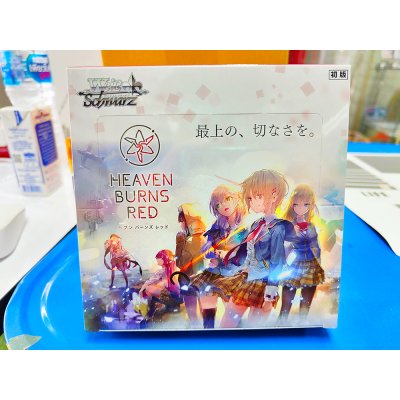 Weiß
Schwarz
初版
最上の、切なさを。
HEAVEN
BURNS
RED
ヘブン バーンズ レッド